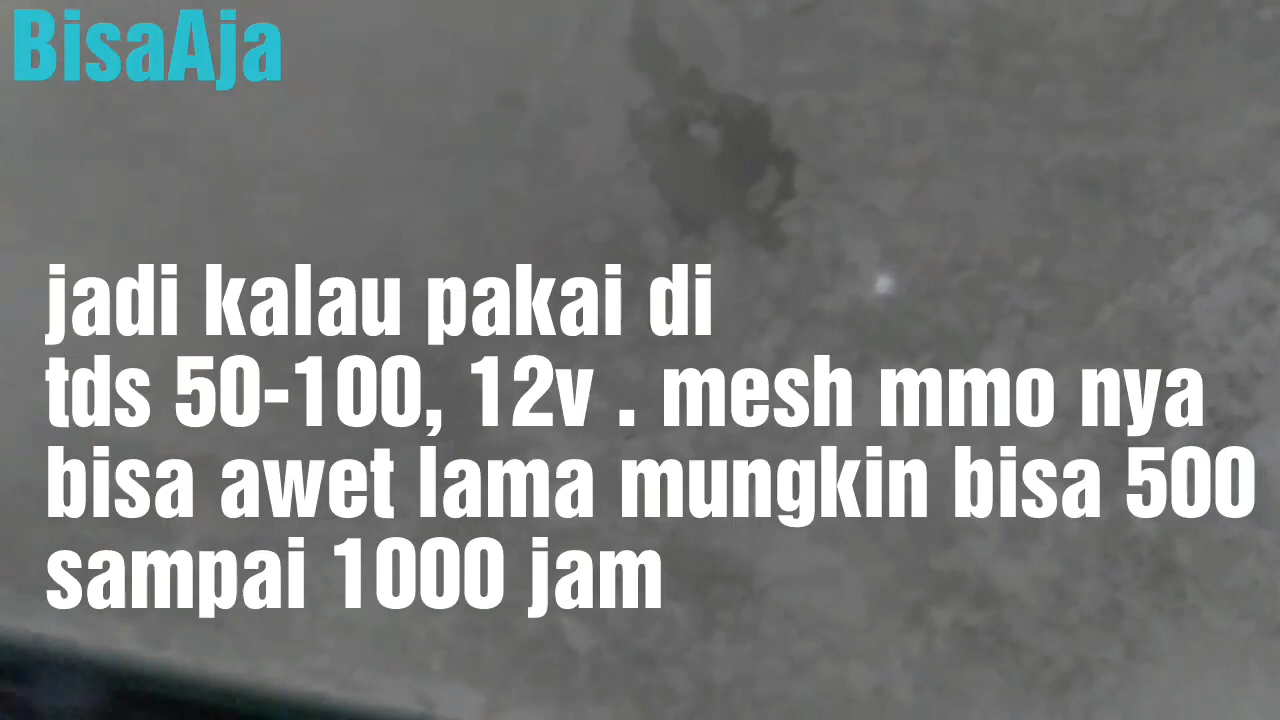 BisaAja
jadi kalau pakai di
tds 50-100, 12v . mesh mmo nya
bisa awet lama mungkin bisa 500
sampai 1000 jam